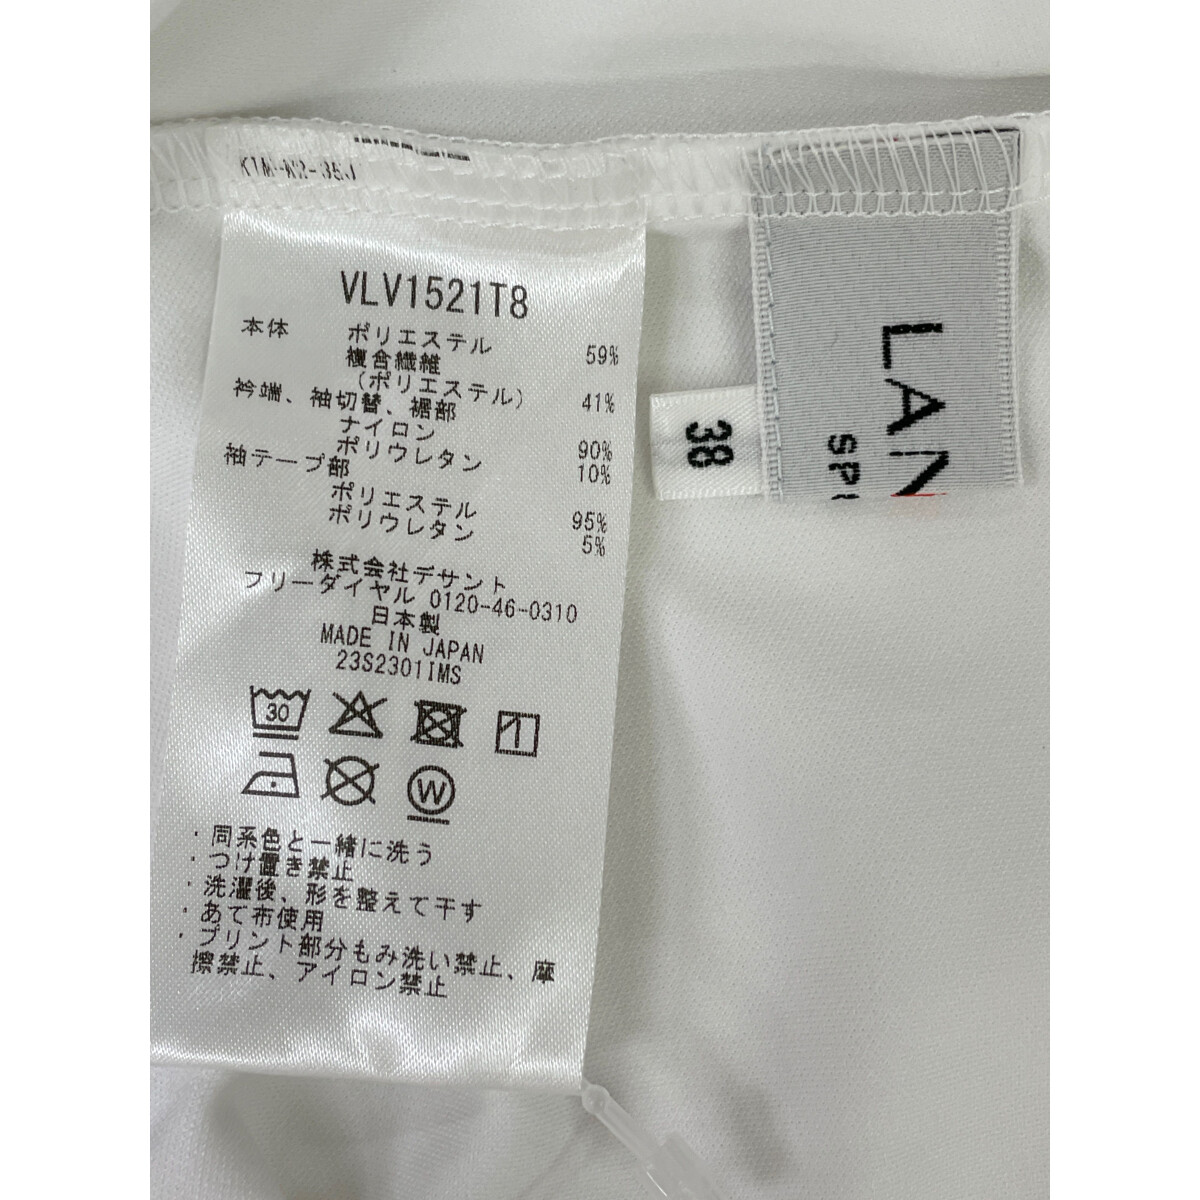 VLV1521T8
本体 ポリエステル 59%
複合繊維
(ポリエステル) 41%
衿端、袖切替、裾部
ナイロン 90%
ポリウレタン 10%
袖テープ部
ポリエステル 95%
ポリウレタン 5%
株式会社デサント
フリーダイヤル 0120-46-0310
日本製
MADE IN JAPAN
23S2301IMS
30
W
・同系色と一緒に洗う
・つけ置き禁止
・洗濯後、形を整えて干す
・あて布使用
・プリント部分もみ洗い禁止、摩
擦禁止、アイロン禁止
38
LAN
SP